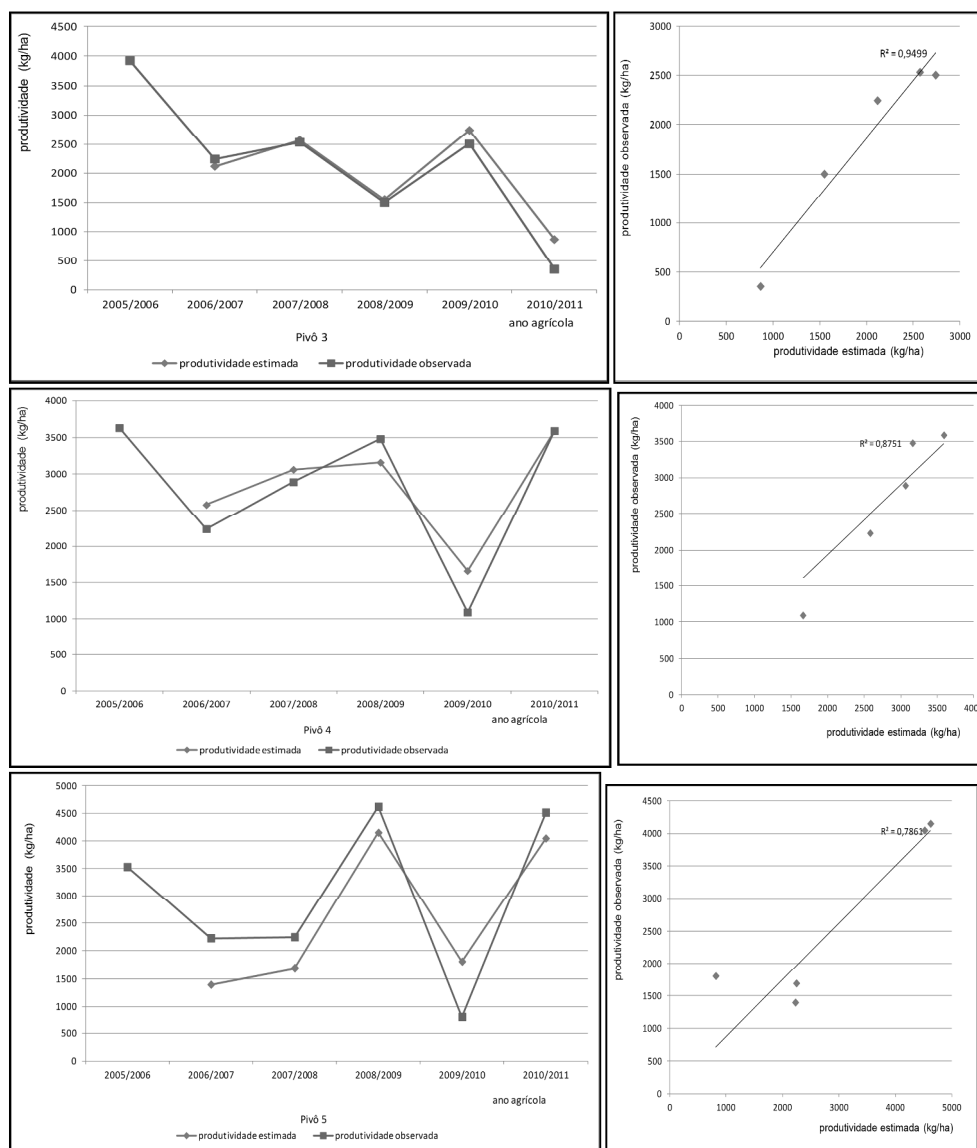 produtividade (kg/ha)
4500
4000
3500
3000
2500
2000
1500
1000
500
0
2005/2006 2006/2007 2007/2008 2008/2009 2009/2010 2010/2011
ano agrícola
Pivô 3
produtividade estimada produtividade observada
produtividade observada (kg/ha)
3000
2500
2000
1500
1000
500
0
R² = 0,9499
0 500 1000 1500 2000 2500 3000
produtividade estimada (kg/ha)
produtividade (kg/ha)
4000
3500
3000
2500
2000
1500
1000
500
0
2005/2006 2006/2007 2007/2008 2008/2009 2009/2010 2010/2011
ano agrícola
Pivô 4
produtividade estimada produtividade observada
produtividade observada (kg/ha)
4000
3500
3000
2500
2000
1500
1000
500
0
R² = 0,8751
0 500 1000 1500 2000 2500 3000 3500 400
produtividade estimada (kg/ha)
produtividade (kg/ha)
5000
4500
4000
3500
3000
2500
2000
1500
1000
500
0
2005/2006 2006/2007 2007/2008 2008/2009 2009/2010 2010/2011
ano agrícola
Pivô 5
produtividade estimada produtividade observada
produtividade observada (kg/ha)
4500
4000
3500
3000
2500
2000
1500
1000
500
0
R² = 0,7861
0 1000 2000 3000 4000 5000
produtividade estimada (kg/ha)